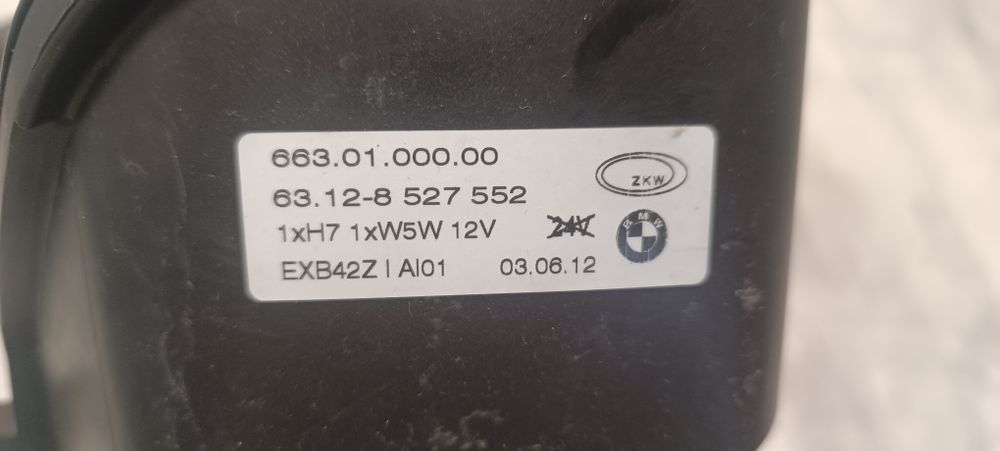 663.01.000.00
ZKW
63.12-8 527 552
1xH7 1xW5W 12V 24V
BMW
EXB42Z | AI01 03.06.12